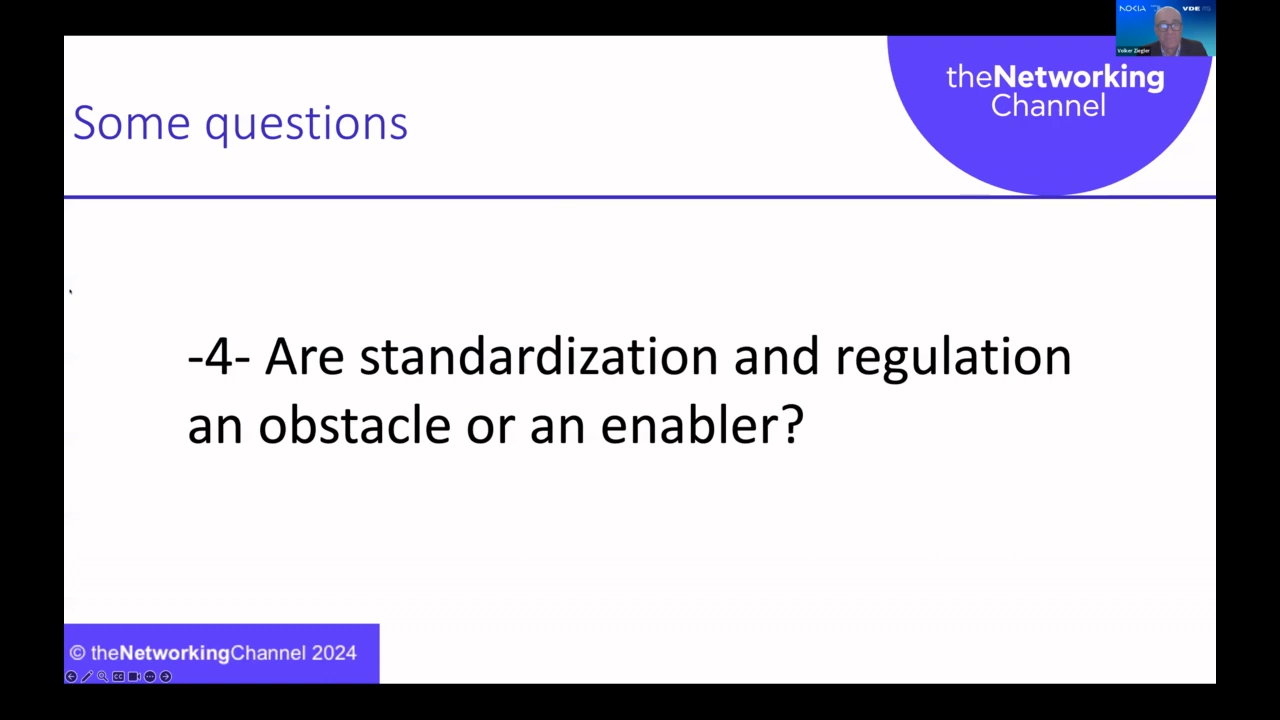 NOKIA
VDE
Volker Ziegler
theNetworking
Channel
Some questions
-4- Are standardization and regulation
an obstacle or an enabler?
© theNetworkingChannel 2024
CC